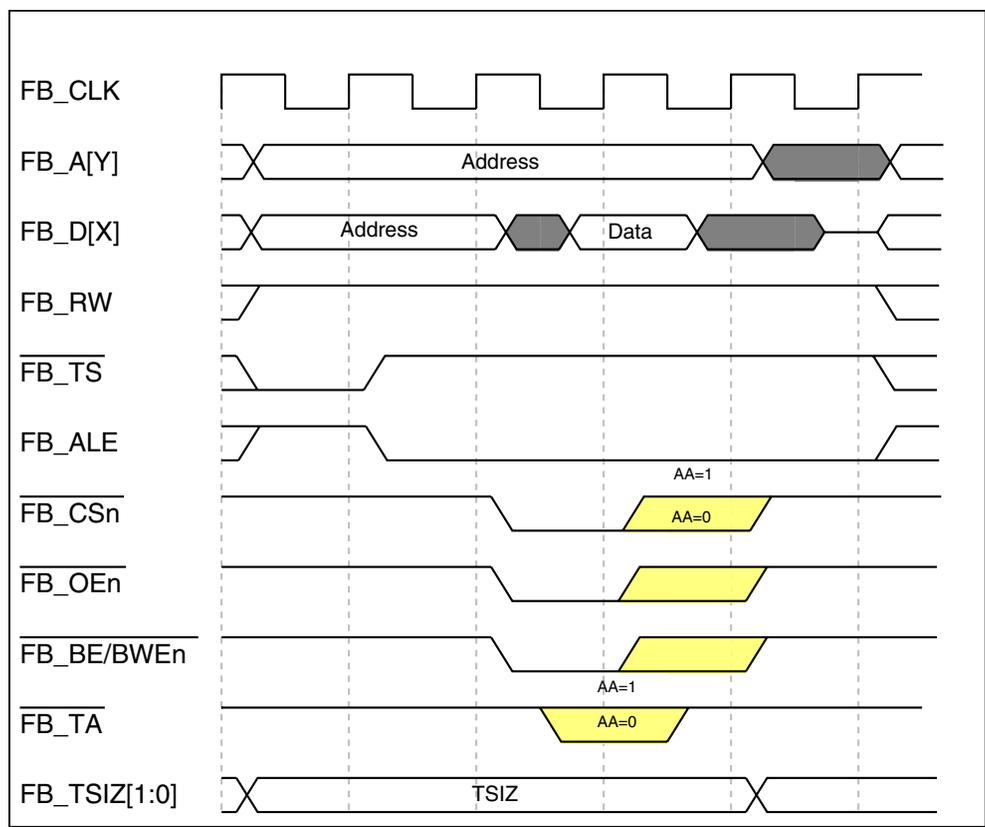 FB_CLK
FB_A[Y] Address
FB_D[X] Address Data
FB_RW
FB_TS
FB_ALE
AA=1
FB_CSn AA=0
FB_OEn
FB_BE/BWEn
AA=1
FB_TA AA=0
FB_TSIZ[1:0] TSIZ